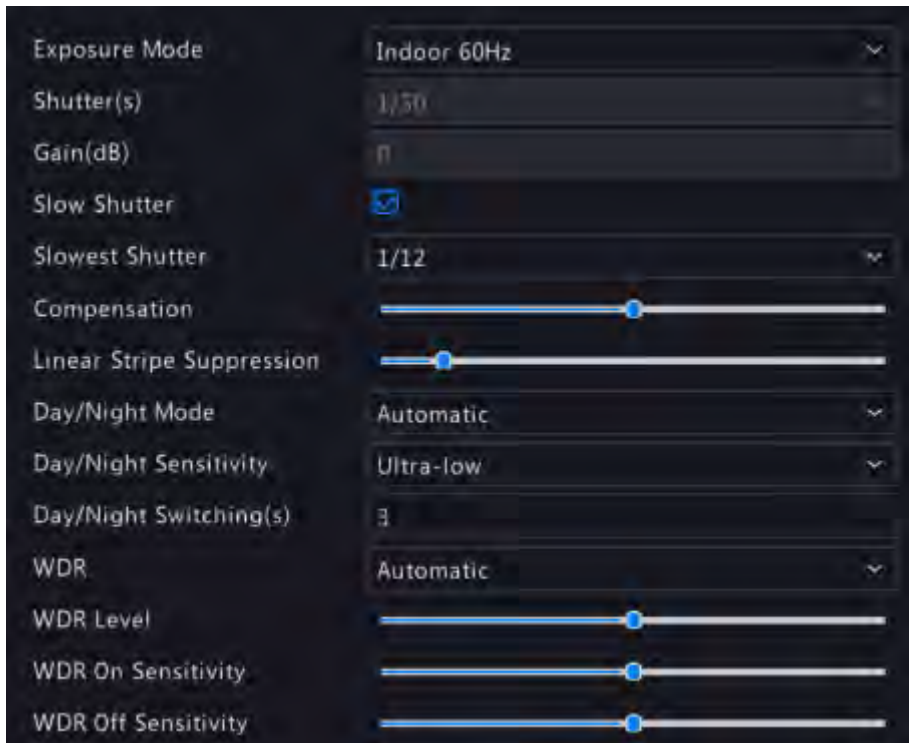 Exposure Mode Indoor 60Hz
Shutter(s) 1/50
Gain(dB) 0
Slow Shutter
Slowest Shutter 1/12
Compensation
Linear Stripe Suppression
Day/Night Mode Automatic
Day/Night Sensitivity Ultra-low
Day/Night Switching(s) 3
WDR Automatic
WDR Level
WDR On Sensitivity
WDR Off Sensitivity